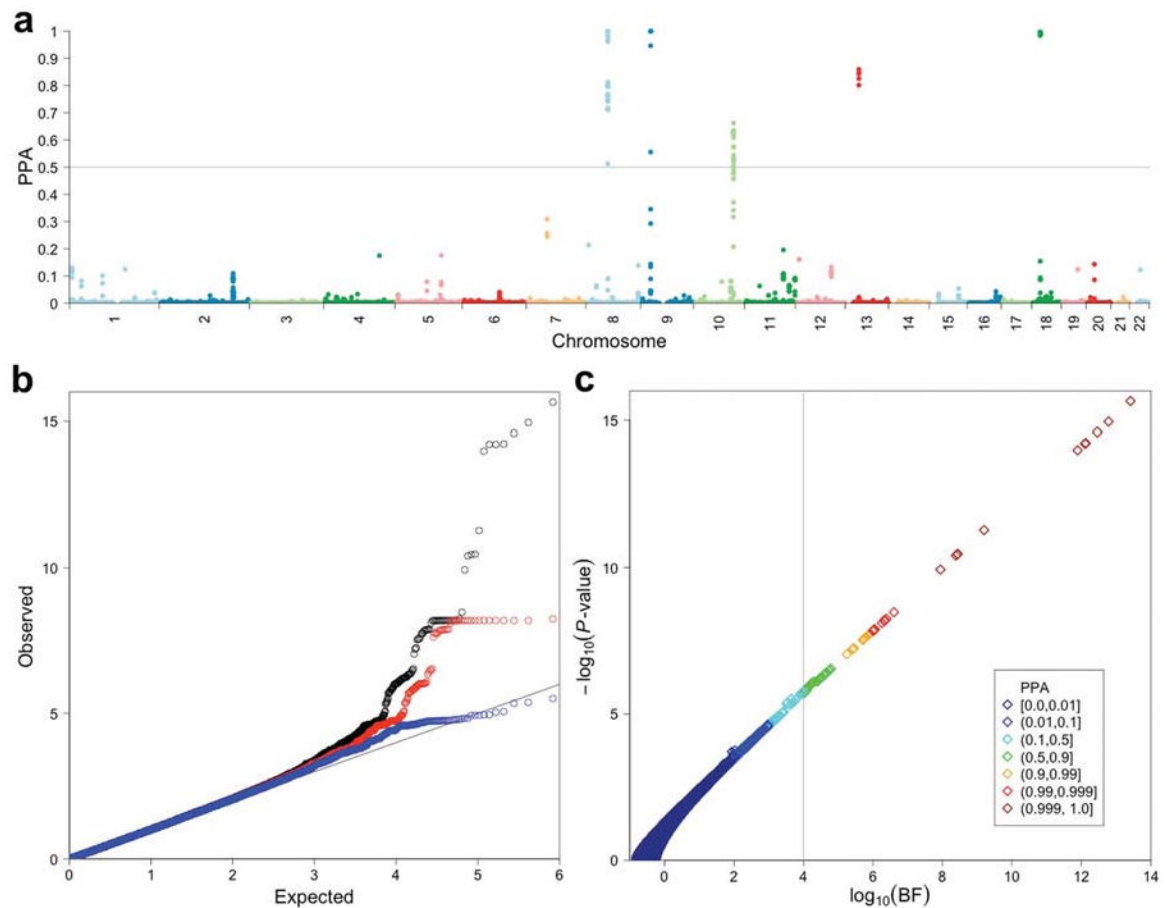 a
1
0.9
0.8
0.7
0.6
0.5
0.4
0.3
0.2
0.1
0
PPA
1 2 3 4 5 6 7 8 9 10 11 12 13 14 15 16 17 18 19 20 21 22
Chromosome
b
15
10
5
0
Observed
0 1 2 3 4 5 6
Expected
c
15
10
5
0
−log10(P-value)
PPA
[0.0,0.01]
(0.01,0.1]
(0.1,0.5]
(0.5,0.9]
(0.9,0.99]
(0.99,0.999]
(0.999, 1.0]
0 2 4 6 8 10 12 14
log10(BF)